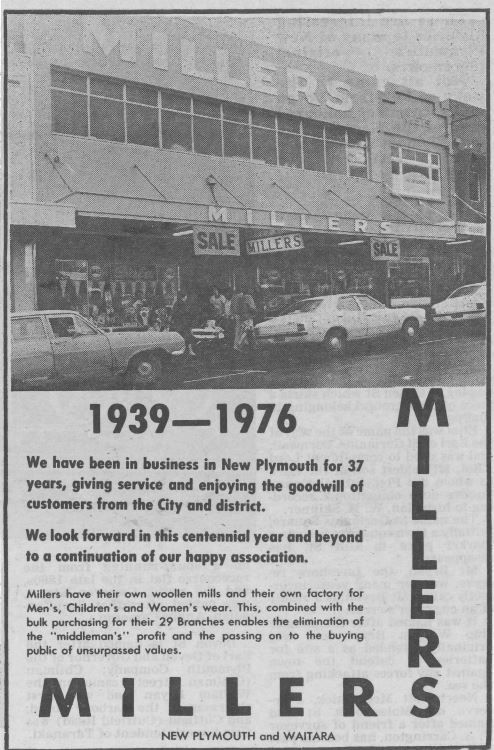 MILLERS
MILLERS
SALE
MILLERS
SALE
1939—1976
We have been in business in New Plymouth for 37
years, giving service and enjoying the goodwill of
customers from the City and district.
We look forward in this centennial year and beyond
to a continuation of our happy association.
Millers have their own woollen mills and their own factory for
Men's, Children's and Women's wear. This, combined with the
bulk purchasing for their 29 Branches enables the elimination of
the "middleman's" profit and the passing on to the buying
public of unsurpassed values.
MILLERS
MILLERS
NEW PLYMOUTH and WAITARA